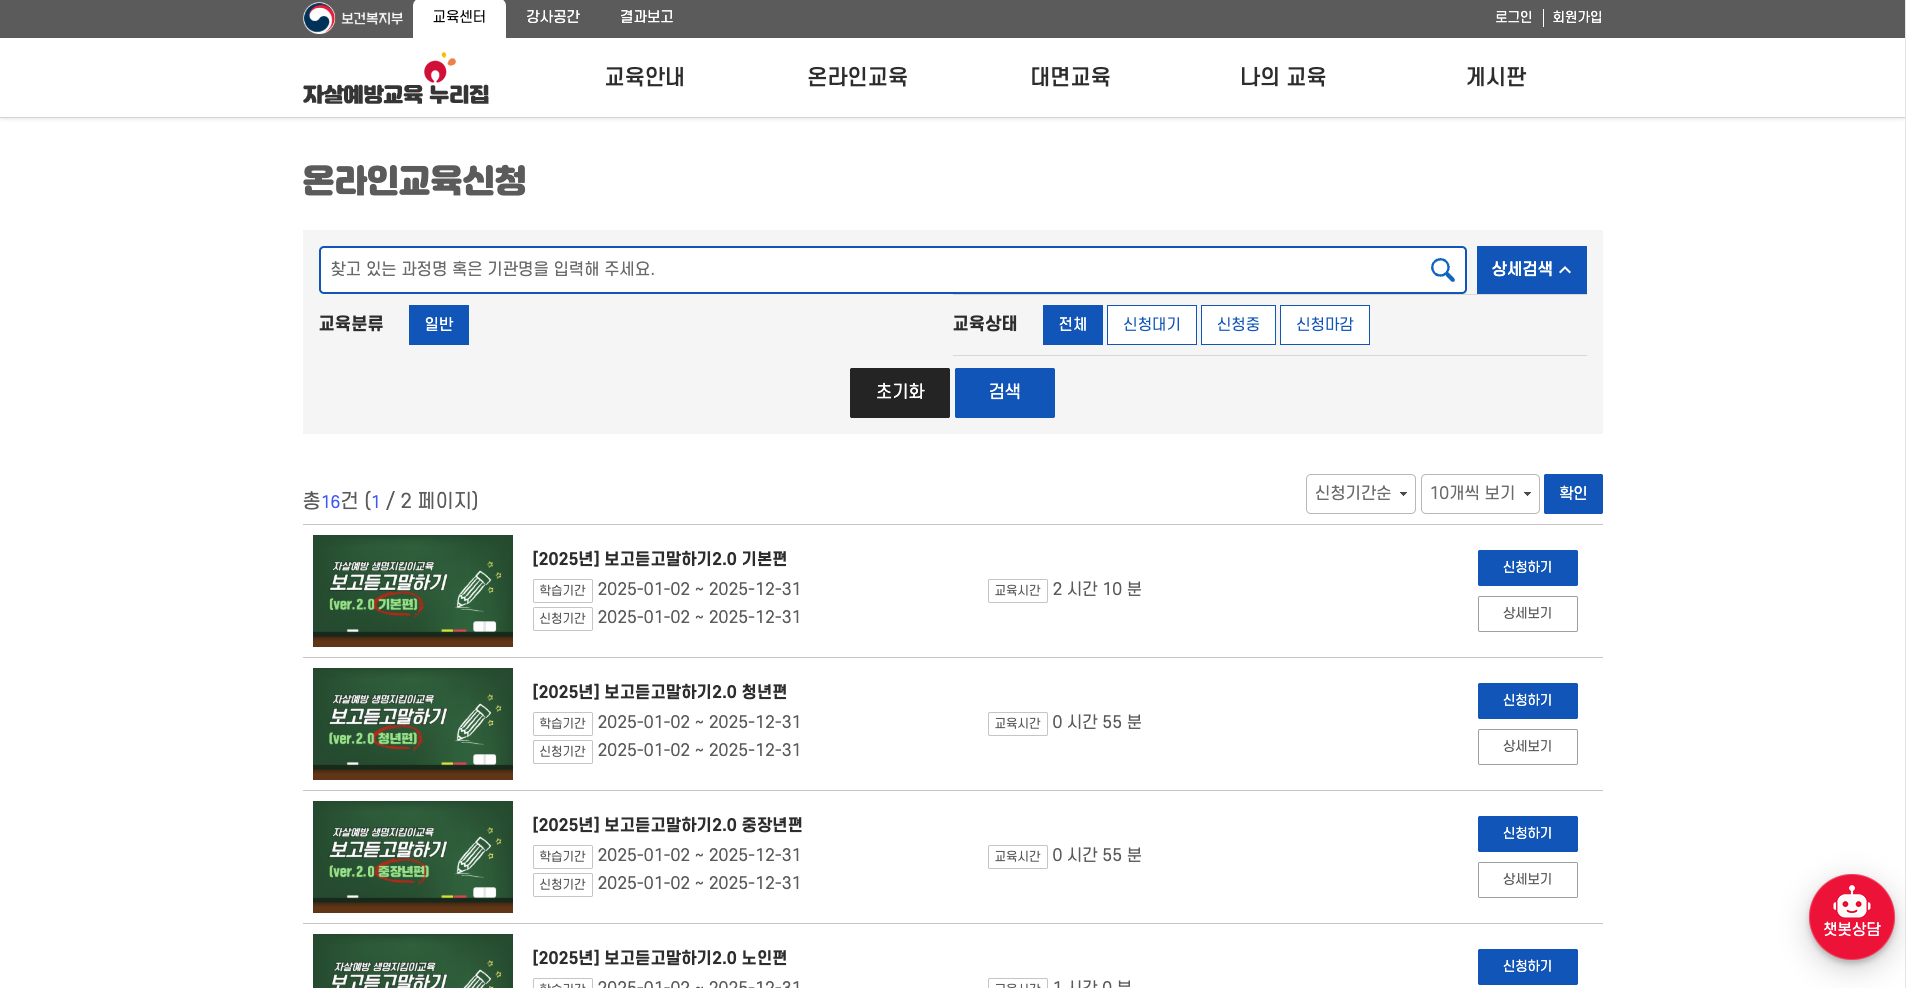 보건복지부
교육센터
강사공간
결과보고
로그인
회원가입
자살예방교육 누리집
교육안내
온라인교육
대면교육
나의 교육
게시판
온라인교육신청
찾고 있는 과정명 혹은 기관명을 입력해 주세요.
상세검색
교육분류
일반
교육상태
전체
신청대기
신청중
신청마감
초기화
검색
총16건 (1 / 2 페이지)
신청기간순
10개씩 보기
확인
자살예방 생명지킴이교육
보고듣고말하기
(ver.2.0 기본편)
[2025년] 보고듣고말하기2.0 기본편
학습기간 2025-01-02 ~ 2025-12-31
신청기간 2025-01-02 ~ 2025-12-31
교육시간 2 시간 10 분
신청하기
상세보기
자살예방 생명지킴이교육
보고듣고말하기
(ver.2.0 청년편)
[2025년] 보고듣고말하기2.0 청년편
학습기간 2025-01-02 ~ 2025-12-31
신청기간 2025-01-02 ~ 2025-12-31
교육시간 0 시간 55 분
신청하기
상세보기
자살예방 생명지킴이교육
보고듣고말하기
(ver.2.0 중장년편)
[2025년] 보고듣고말하기2.0 중장년편
학습기간 2025-01-02 ~ 2025-12-31
신청기간 2025-01-02 ~ 2025-12-31
교육시간 0 시간 55 분
신청하기
상세보기
자살예방 생명지킴이교육
보고듣고말하기
[2025년] 보고듣고말하기2.0 노인편
학습기간 2025-01-02 ~ 2025-12-31
교육시간 1 시간 0 분
신청하기
챗봇상담